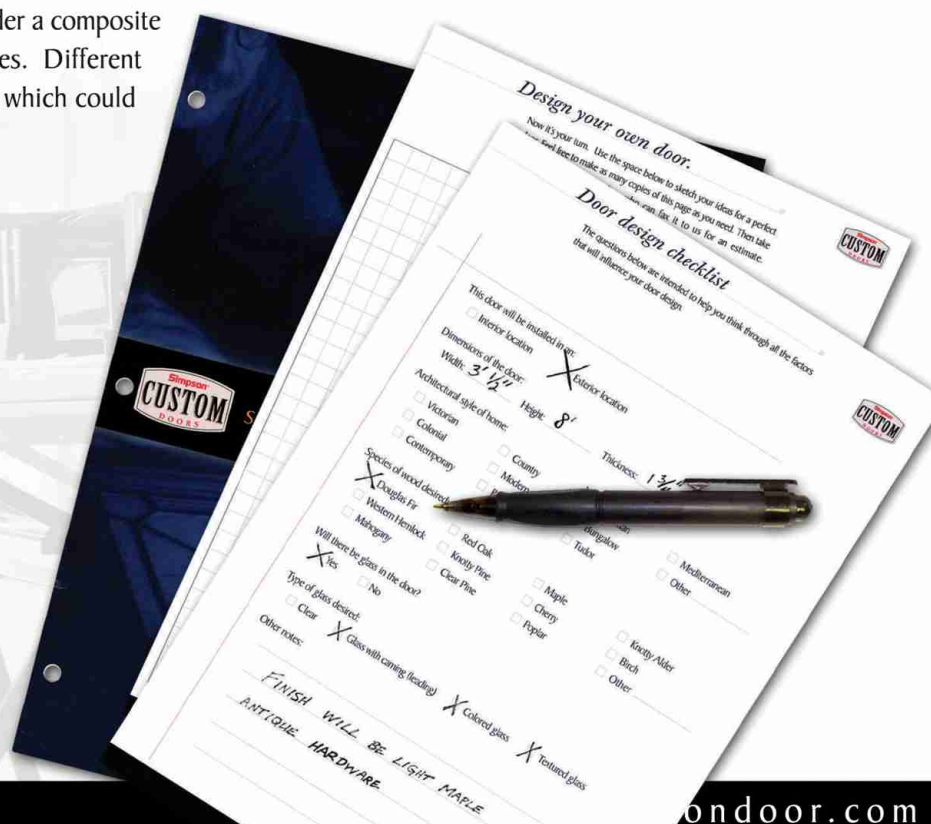 der a composite
es. Different
which could
Design your own door.
Now it's your turn. Use the space below to sketch your ideas for a perfect
Feel free to make as many copies of this page as you need. Then take
can fax it to us for an estimate.
Simpson
CUSTOM
DOORS
Door design checklist
The questions below are intended to help you think through all the factors
that will influence your door design.
Simpson
CUSTOM
DOORS
This door will be installed in an:
Interior location X Exterior location
Dimensions of the door:
Width: 3' 1/2" Height: 8' Thickness: 1 3/4"
Architectural style of home:
Victorian Country
Colonial Modern Bungalow Mediterranean
Contemporary Tudor Other
Species of wood desired:
X Douglas Fir Red Oak Maple Knotty Alder
Western Hemlock Knotty Pine Cherry Birch
Mahogany Clear Pine Poplar Other
Will there be glass in the door?
X Yes No
Type of glass desired:
Clear X Glass with caming (leading) X Colored glass X Textured glass
Other notes:
FINISH WILL BE LIGHT MAPLE
ANTIQUE HARDWARE
Simpson
CUSTOM
DOORS
S
ondoor.com